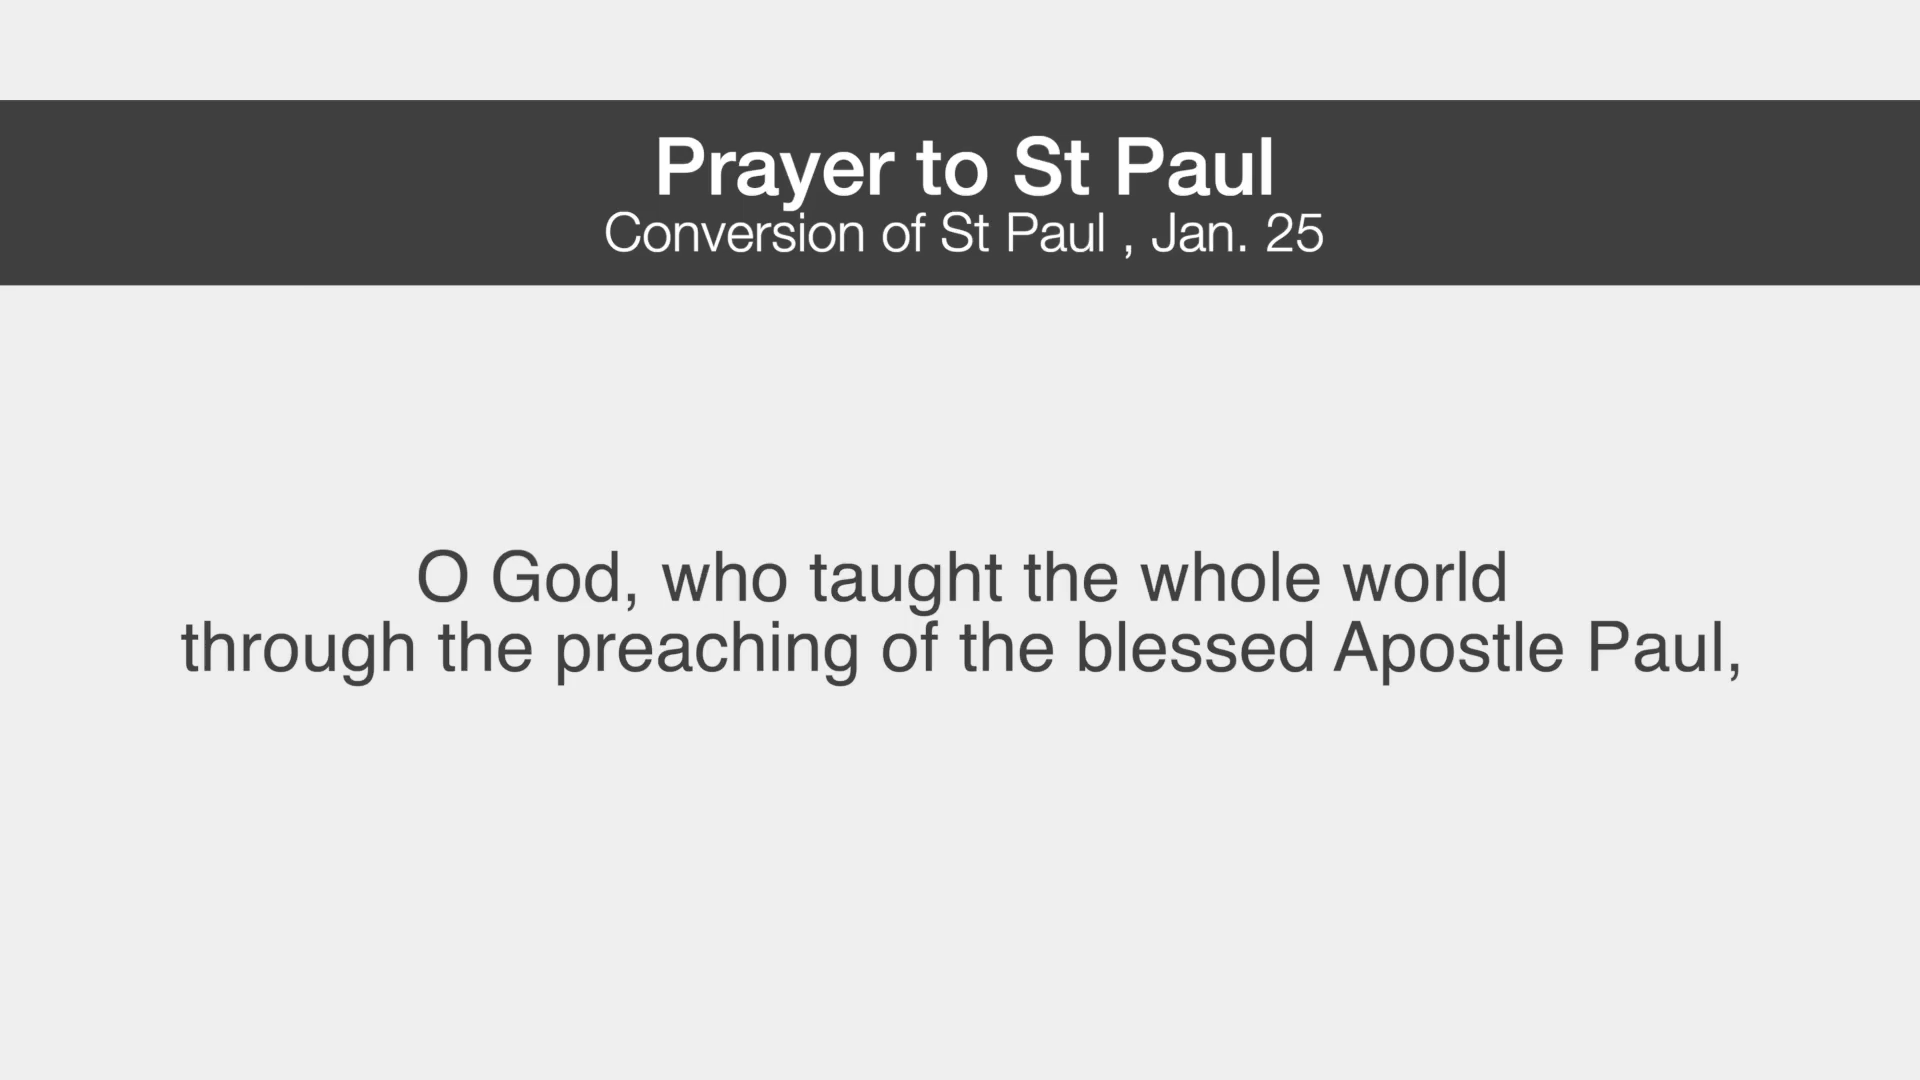 Prayer to St Paul
Conversion of St Paul , Jan. 25
O God, who taught the whole world
through the preaching of the blessed Apostle Paul,